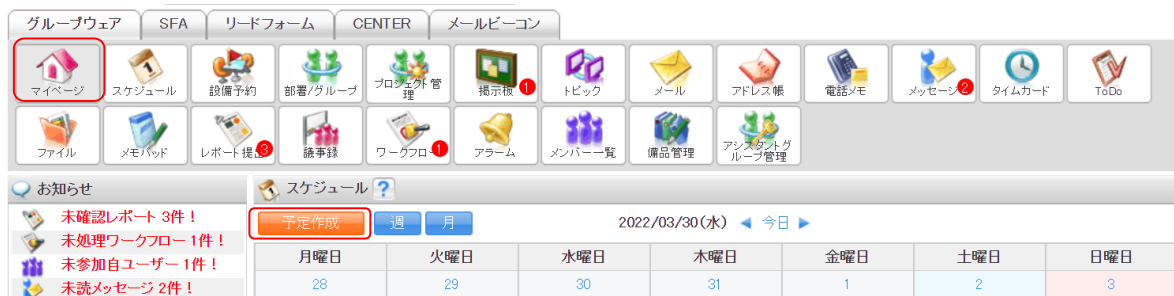 グループウェア SFA リードフォーム CENTER メールビーコン
マイページ スケジュール 設備予約 部署/グループ プロジェクト管理 掲示板 1 トピック メール アドレス帳 電話メモ メッセージ 2 タイムカード ToDo
ファイル メモパッド レポート提出 3 議事録 ワークフロー 1 アラーム メンバー一覧 備品管理 アシスタントグループ管理
お知らせ
未確認レポート 3件！
未処理ワークフロー 1件！
未参加自ユーザー 1件！
未読メッセージ 2件！
スケジュール ?
予定作成 週 月 2022/03/30(水) ◀ 今日 ▶
月曜日 火曜日 水曜日 木曜日 金曜日 土曜日 日曜日
28 29 30 31 1 2 3